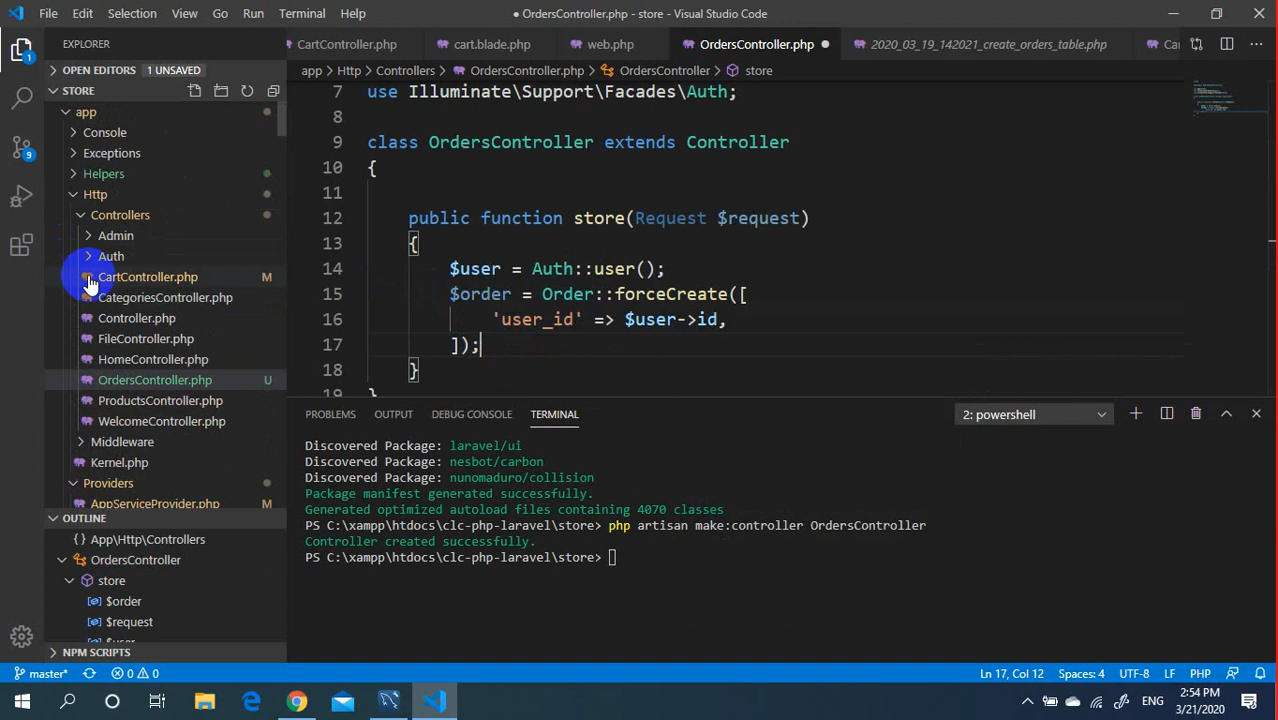 File Edit Selection View Go Run Terminal Help
● OrdersController.php - store - Visual Studio Code
EXPLORER
OPEN EDITORS 1 UNSAVED
STORE
app
Console
Exceptions
Helpers
Http
Controllers
Admin
Auth
CartController.php M
CategoriesController.php
Controller.php
FileController.php
HomeController.php
OrdersController.php U
ProductsController.php
WelcomeController.php
Middleware
Kernel.php
Providers
AppServiceProvider.php M
OUTLINE
{} App\Http\Controllers
OrdersController
store
$order
$request
$user
NPM SCRIPTS
1
9
CartController.php cart.blade.php web.php OrdersController.php ● 2020_03_19_142021_create_orders_table.php Ca
app > Http > Controllers > OrdersController.php > OrdersController > store
7 use Illuminate\Support\Facades\Auth;
8
9 class OrdersController extends Controller
10 {
11
12 public function store(Request $request)
13 {
14 $user = Auth::user();
15 $order = Order::forceCreate([
16 'user_id' => $user->id,
17 ]);
18 }
19 }
PROBLEMS OUTPUT DEBUG CONSOLE TERMINAL 2: powershell
Discovered Package: laravel/ui
Discovered Package: nesbot/carbon
Discovered Package: nunomaduro/collision
Package manifest generated successfully.
Generated optimized autoload files containing 4070 classes
PS C:\xampp\htdocs\clc-php-laravel\store> php artisan make:controller OrdersController
Controller created successfully.
PS C:\xampp\htdocs\clc-php-laravel\store>
master* 0 0 Ln 17, Col 12 Spaces: 4 UTF-8 LF PHP
ENG 2:54 PM
3/21/2020